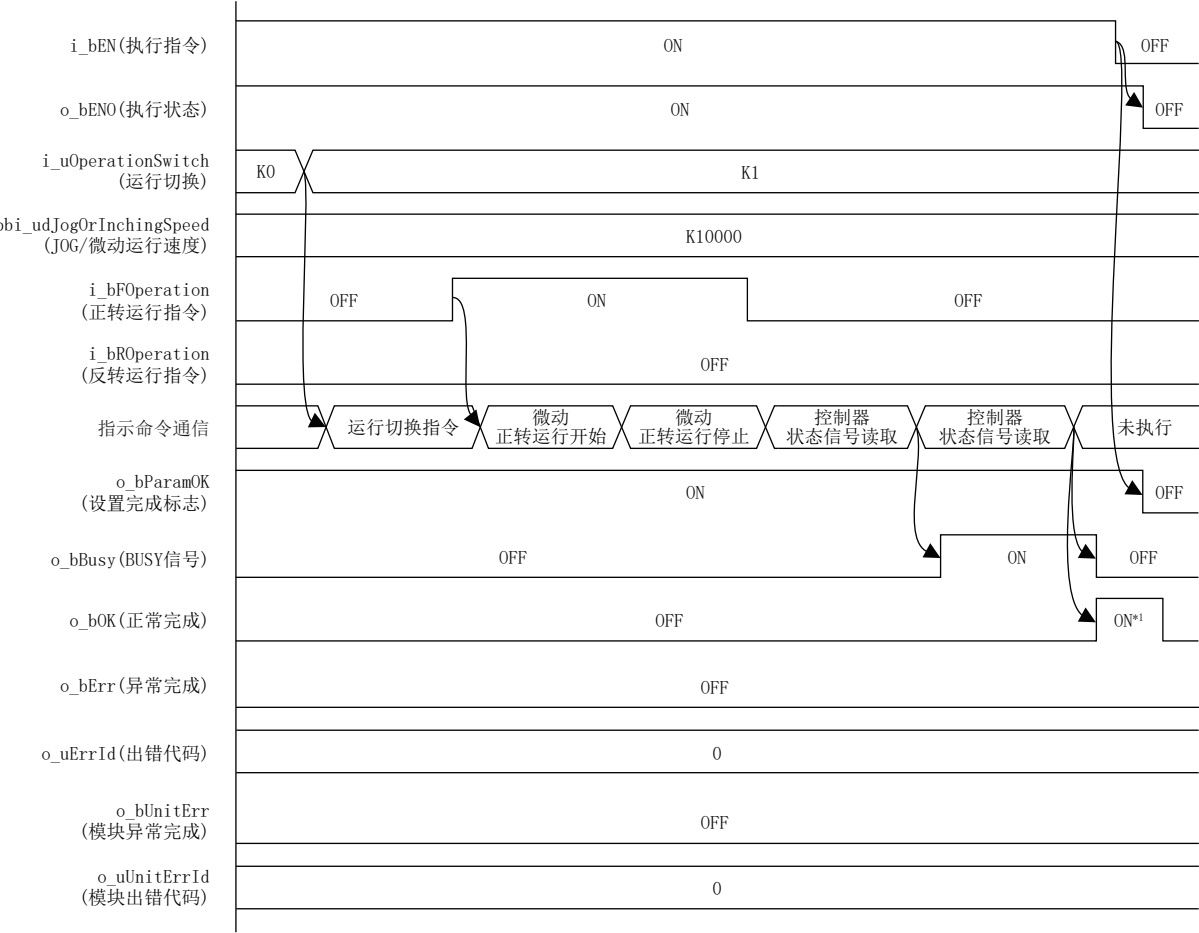 i_bEN(执行指令)
ON
OFF
o_bENO(执行状态)
ON
OFF
i_uOperationSwitch
(运行切换)
K0
K1
pbi_udJogOrInchingSpeed
(JOG/微动运行速度)
K10000
i_bFOperation
(正转运行指令)
OFF
ON
OFF
i_bROperation
(反转运行指令)
OFF
指示命令通信
运行切换指令
微动
正转运行开始
微动
正转运行停止
控制器
状态信号读取
控制器
状态信号读取
未执行
o_bParamOK
(设置完成标志)
ON
OFF
o_bBusy(BUSY信号)
OFF
ON
OFF
o_bOK(正常完成)
OFF
ON*1
o_bErr(异常完成)
OFF
o_uErrId(出错代码)
0
o_bUnitErr
(模块异常完成)
OFF
o_uUnitErrId
(模块出错代码)
0